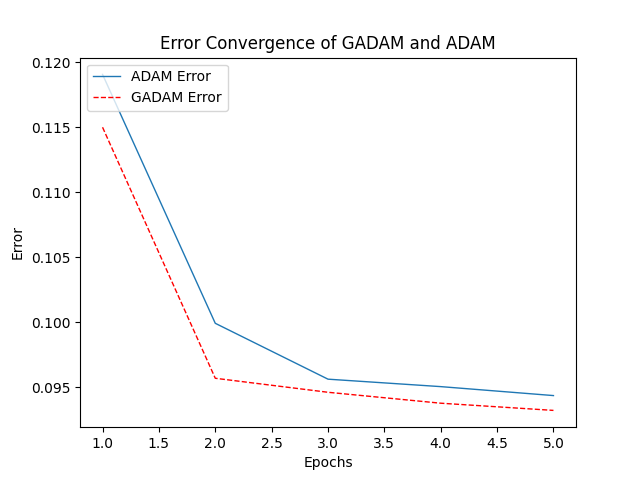 Error Convergence of GADAM and ADAM
ADAM Error
GADAM Error
Error
0.120
0.115
0.110
0.105
0.100
0.095
1.0 1.5 2.0 2.5 3.0 3.5 4.0 4.5 5.0
Epochs